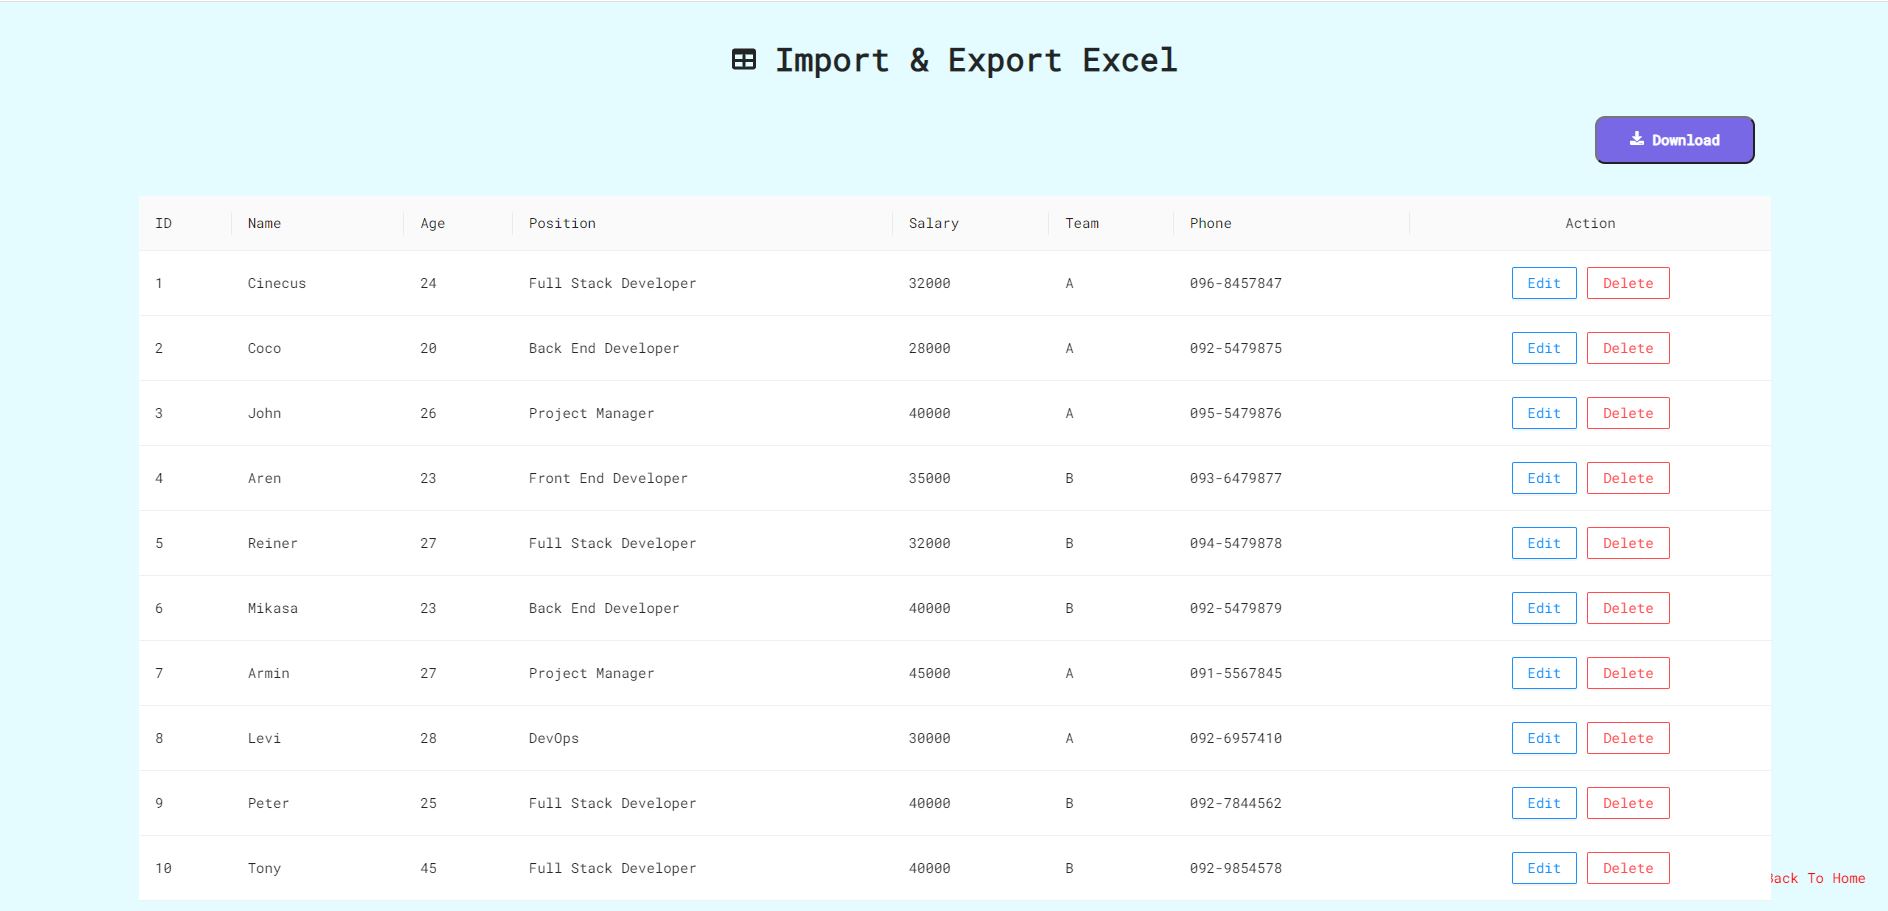 Import & Export Excel
Download
ID Name Age Position Salary Team Phone Action
1 Cinecus 24 Full Stack Developer 32000 A 096-8457847 Edit Delete
2 Coco 20 Back End Developer 28000 A 092-5479875 Edit Delete
3 John 26 Project Manager 40000 A 095-5479876 Edit Delete
4 Aren 23 Front End Developer 35000 B 093-6479877 Edit Delete
5 Reiner 27 Full Stack Developer 32000 B 094-5479878 Edit Delete
6 Mikasa 23 Back End Developer 40000 B 092-5479879 Edit Delete
7 Armin 27 Project Manager 45000 A 091-5567845 Edit Delete
8 Levi 28 DevOps 30000 A 092-6957410 Edit Delete
9 Peter 25 Full Stack Developer 40000 B 092-7844562 Edit Delete
10 Tony 45 Full Stack Developer 40000 B 092-9854578 Edit Delete
Back To Home